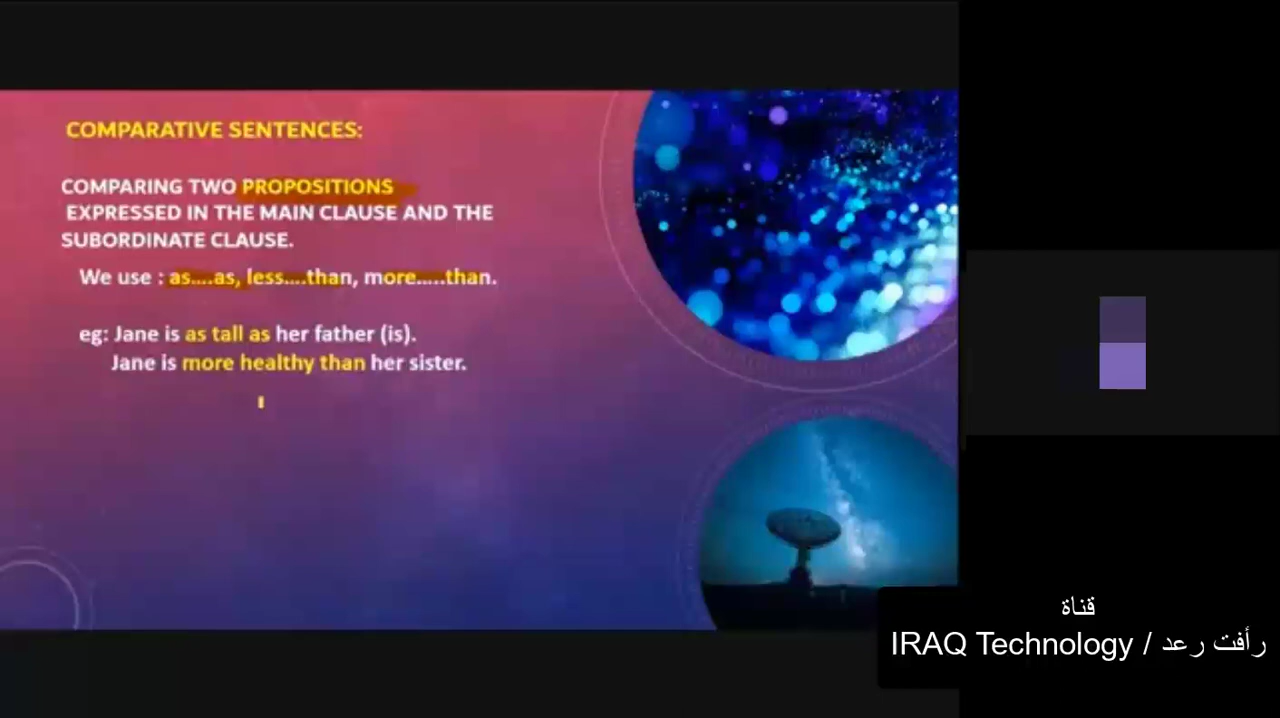 COMPARATIVE SENTENCES:
COMPARING TWO PROPOSITIONS
EXPRESSED IN THE MAIN CLAUSE AND THE
SUBORDINATE CLAUSE.
We use : as....as, less....than, more.....than.
eg: Jane is as tall as her father (is).
Jane is more healthy than her sister.
قناة
IRAQ Technology / رأفت رعد